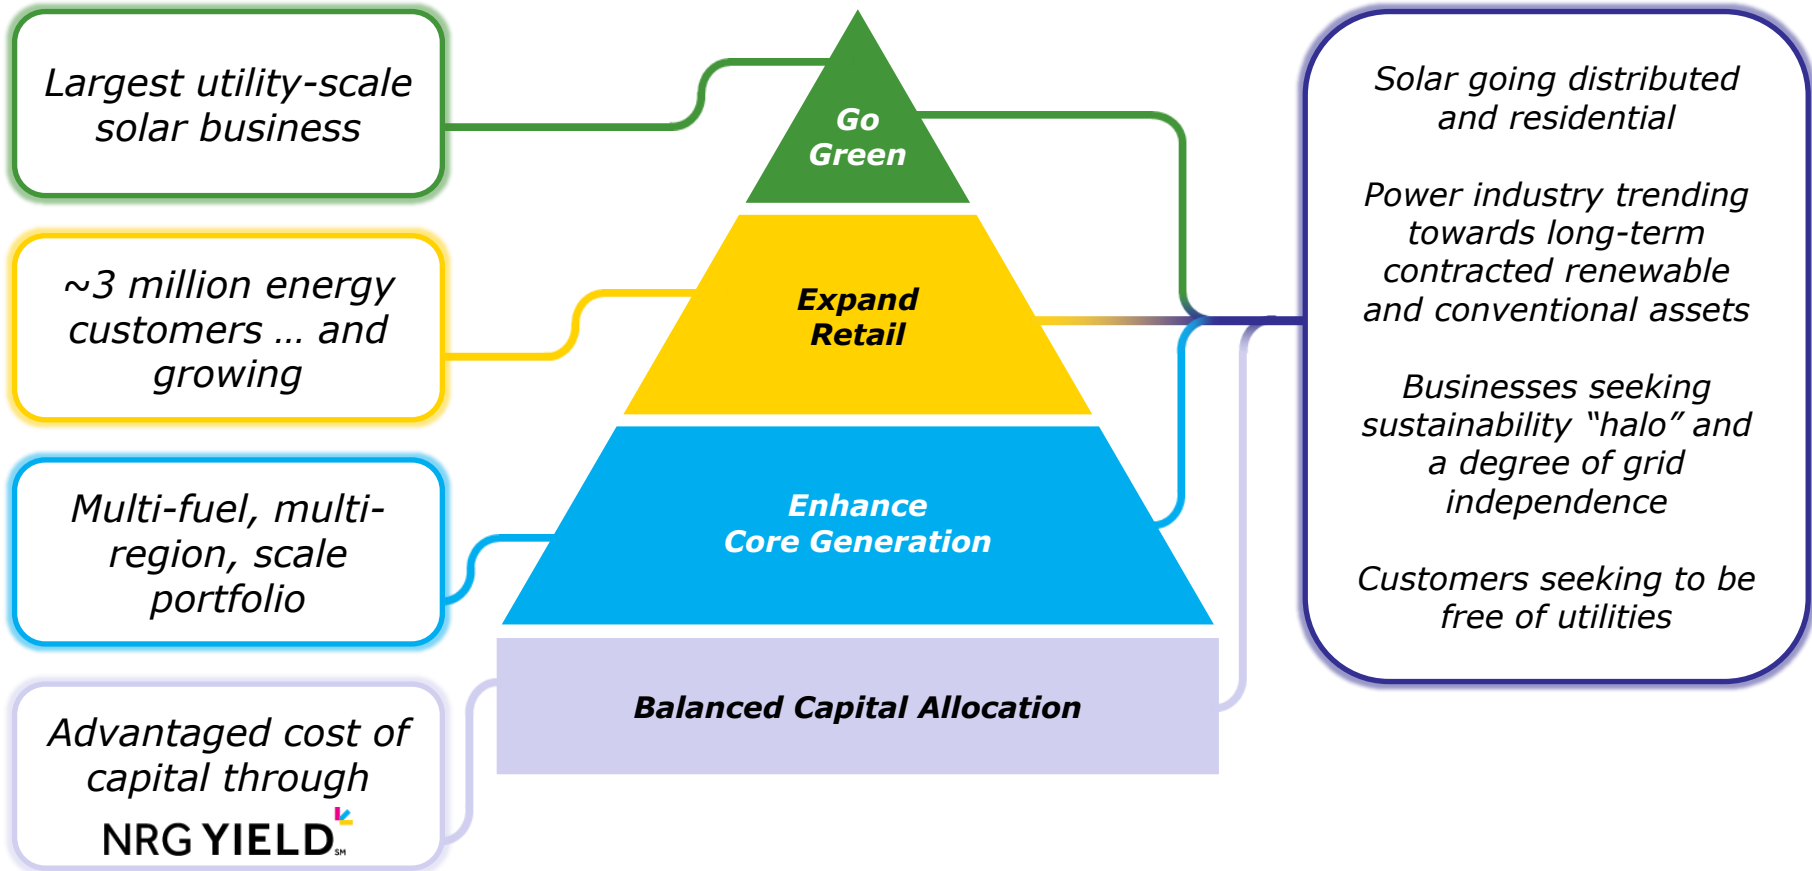 Largest utility-scale
solar business
~3 million energy
customers … and
growing
Multi-fuel, multi-
region, scale
portfolio
Advantaged cost of
capital through
NRG YIELD SM
Go
Green
Expand
Retail
Enhance
Core Generation
Balanced Capital Allocation
Solar going distributed
and residential
Power industry trending
towards long-term
contracted renewable
and conventional assets
Businesses seeking
sustainability “halo” and
a degree of grid
independence
Customers seeking to be
free of utilities